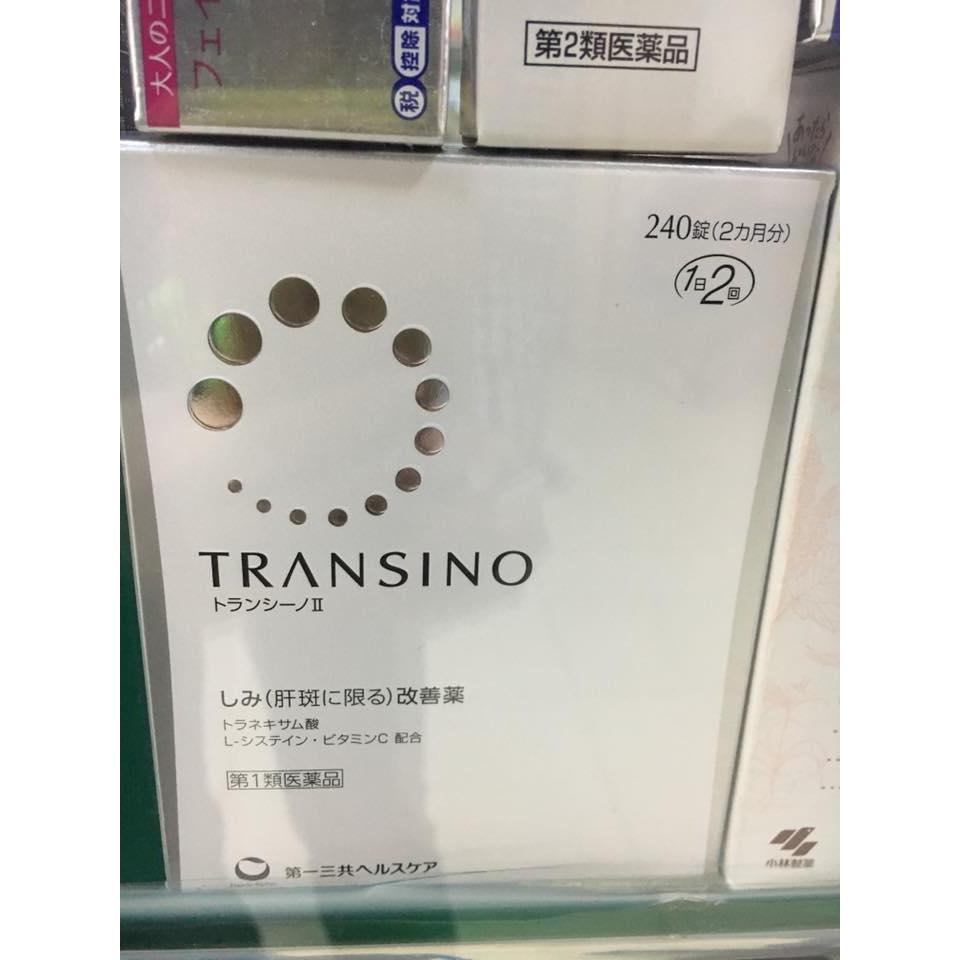 大人の
フェイ
税 控除 対
第2類医薬品
240錠(2カ月分)
1日2回
TRANSINO
トランシーノⅡ
しみ(肝斑に限る)改善薬
トラネキサム酸
L-システイン・ビタミンC 配合
第1類医薬品
第一三共ヘルスケア
小林製薬